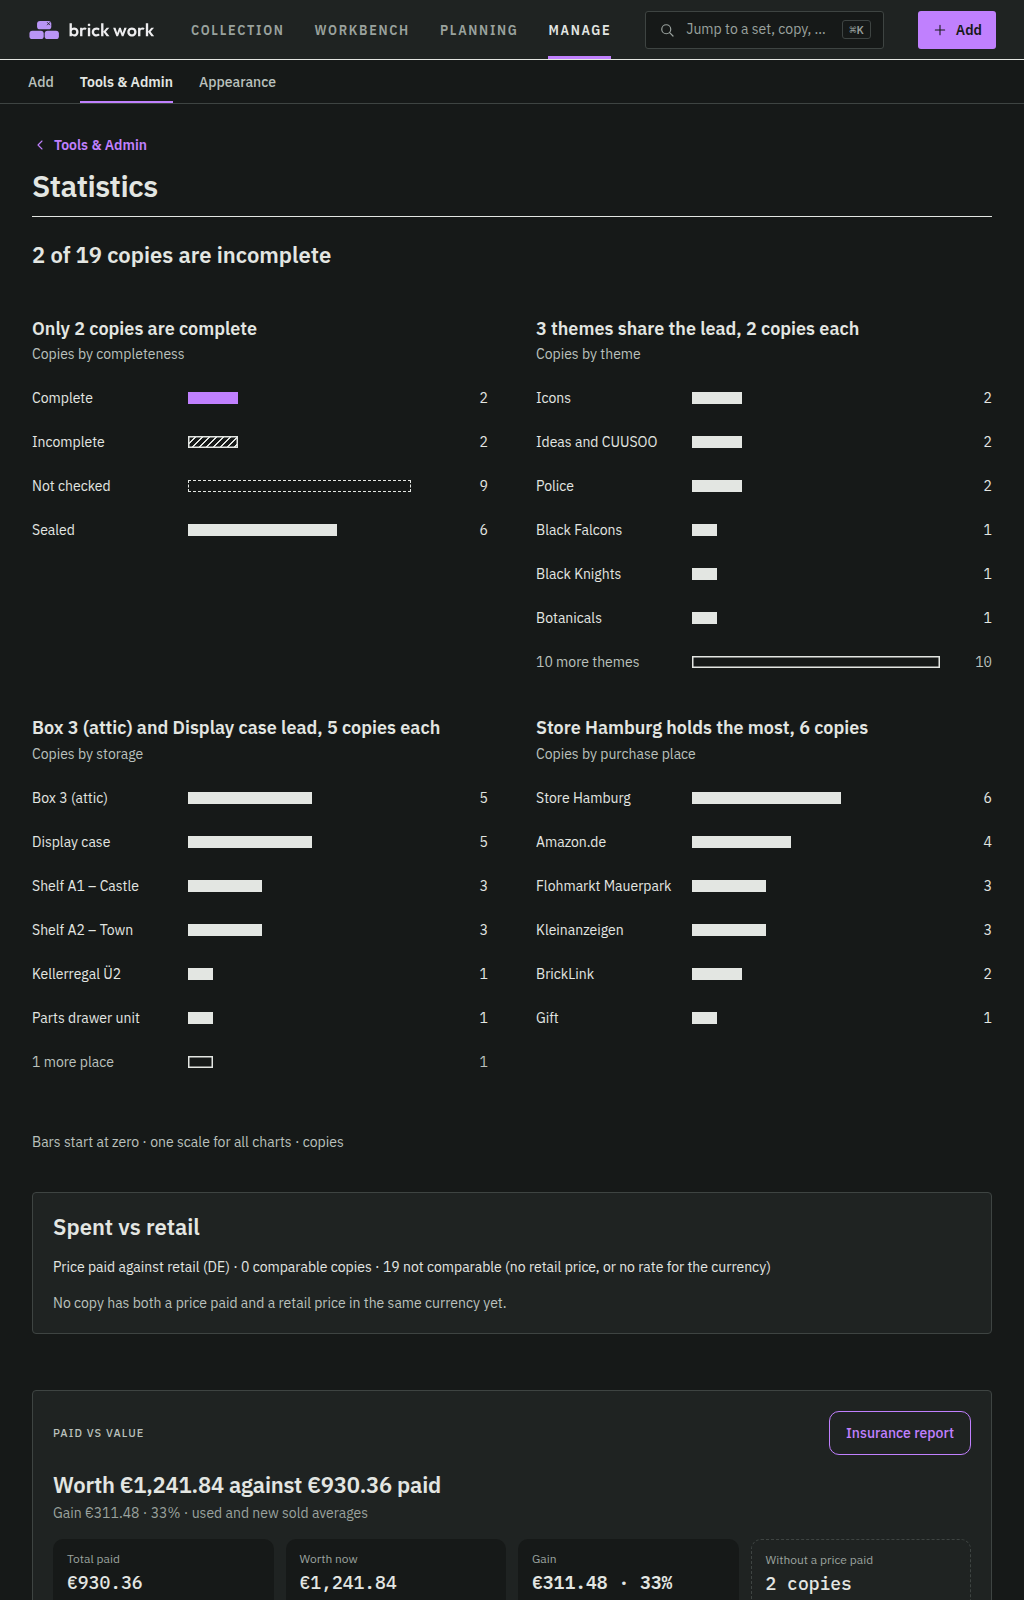 brick work
COLLECTION
WORKBENCH
PLANNING
MANAGE
Jump to a set, copy, ...
⌘K
Add
Add
Tools & Admin
Appearance
Tools & Admin
Statistics
2 of 19 copies are incomplete
Only 2 copies are complete
Copies by completeness
Complete 2
Incomplete 2
Not checked 9
Sealed 6
3 themes share the lead, 2 copies each
Copies by theme
Icons 2
Ideas and CUUSOO 2
Police 2
Black Falcons 1
Black Knights 1
Botanicals 1
10 more themes 10
Box 3 (attic) and Display case lead, 5 copies each
Copies by storage
Box 3 (attic) 5
Display case 5
Shelf A1 – Castle 3
Shelf A2 – Town 3
Kellerregal Ü2 1
Parts drawer unit 1
1 more place 1
Store Hamburg holds the most, 6 copies
Copies by purchase place
Store Hamburg 6
Amazon.de 4
Flohmarkt Mauerpark 3
Kleinanzeigen 3
BrickLink 2
Gift 1
Bars start at zero · one scale for all charts · copies
Spent vs retail
Price paid against retail (DE) · 0 comparable copies · 19 not comparable (no retail price, or no rate for the currency)
No copy has both a price paid and a retail price in the same currency yet.
PAID VS VALUE
Insurance report
Worth €1,241.84 against €930.36 paid
Gain €311.48 · 33% · used and new sold averages
Total paid
€930.36
Worth now
€1,241.84
Gain
€311.48 · 33%
Without a price paid
2 copies